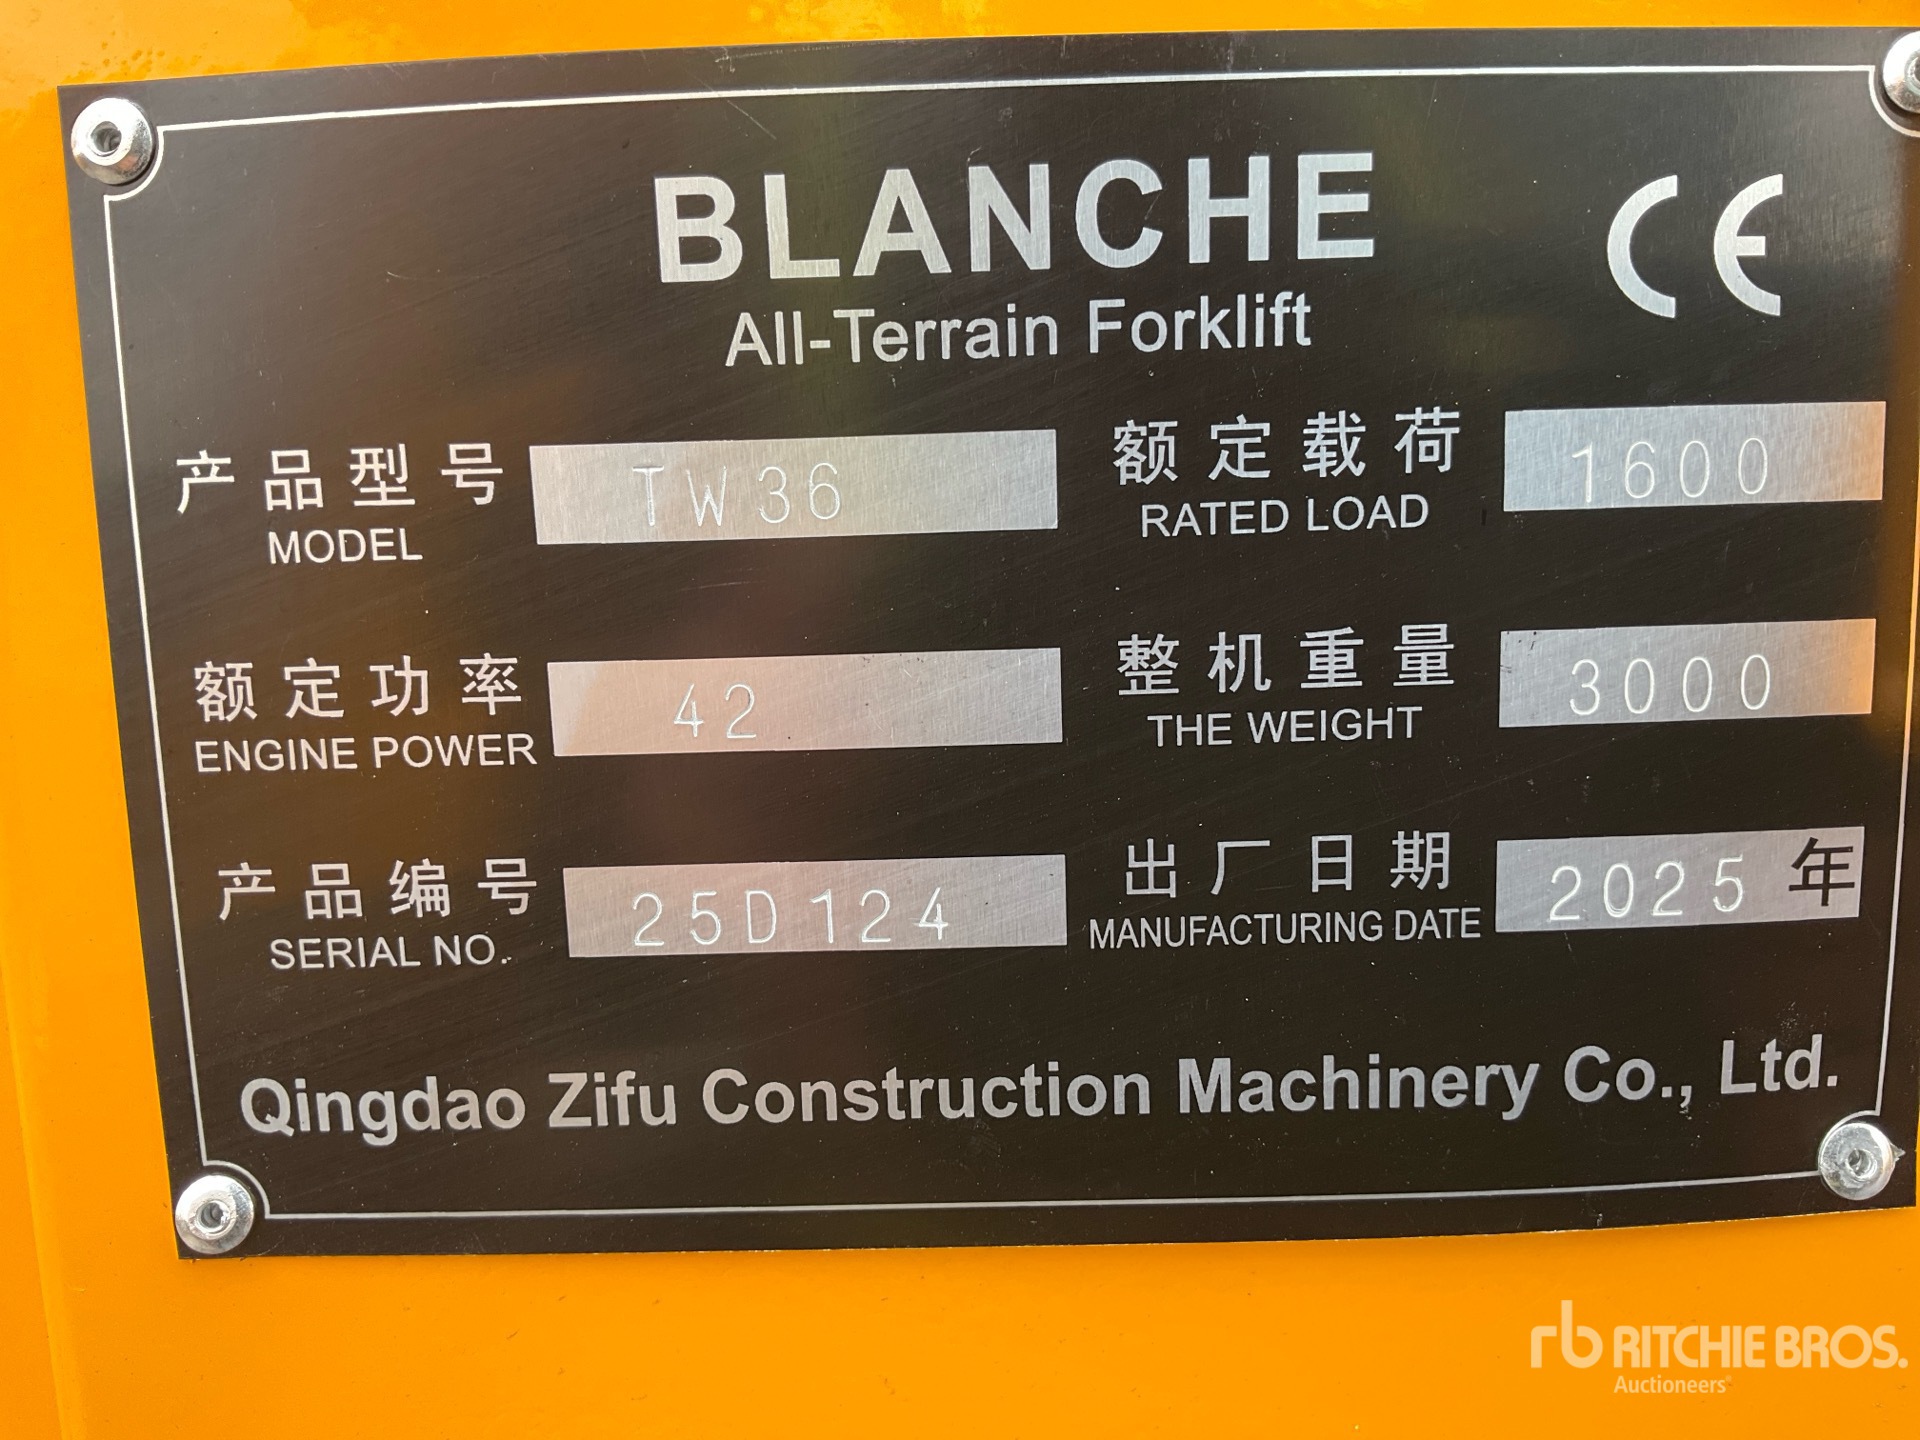 BLANCHE
CE
All-Terrain Forklift
产品型号 TW36 额定载荷 1600
MODEL RATED LOAD
额定功率 42 整机重量 3000
ENGINE POWER THE WEIGHT
产品编号 25D124 出厂日期 2025 年
SERIAL NO. MANUFACTURING DATE
Qingdao Zifu Construction Machinery Co., Ltd.
rb RITCHIE BROS.
Auctioneers